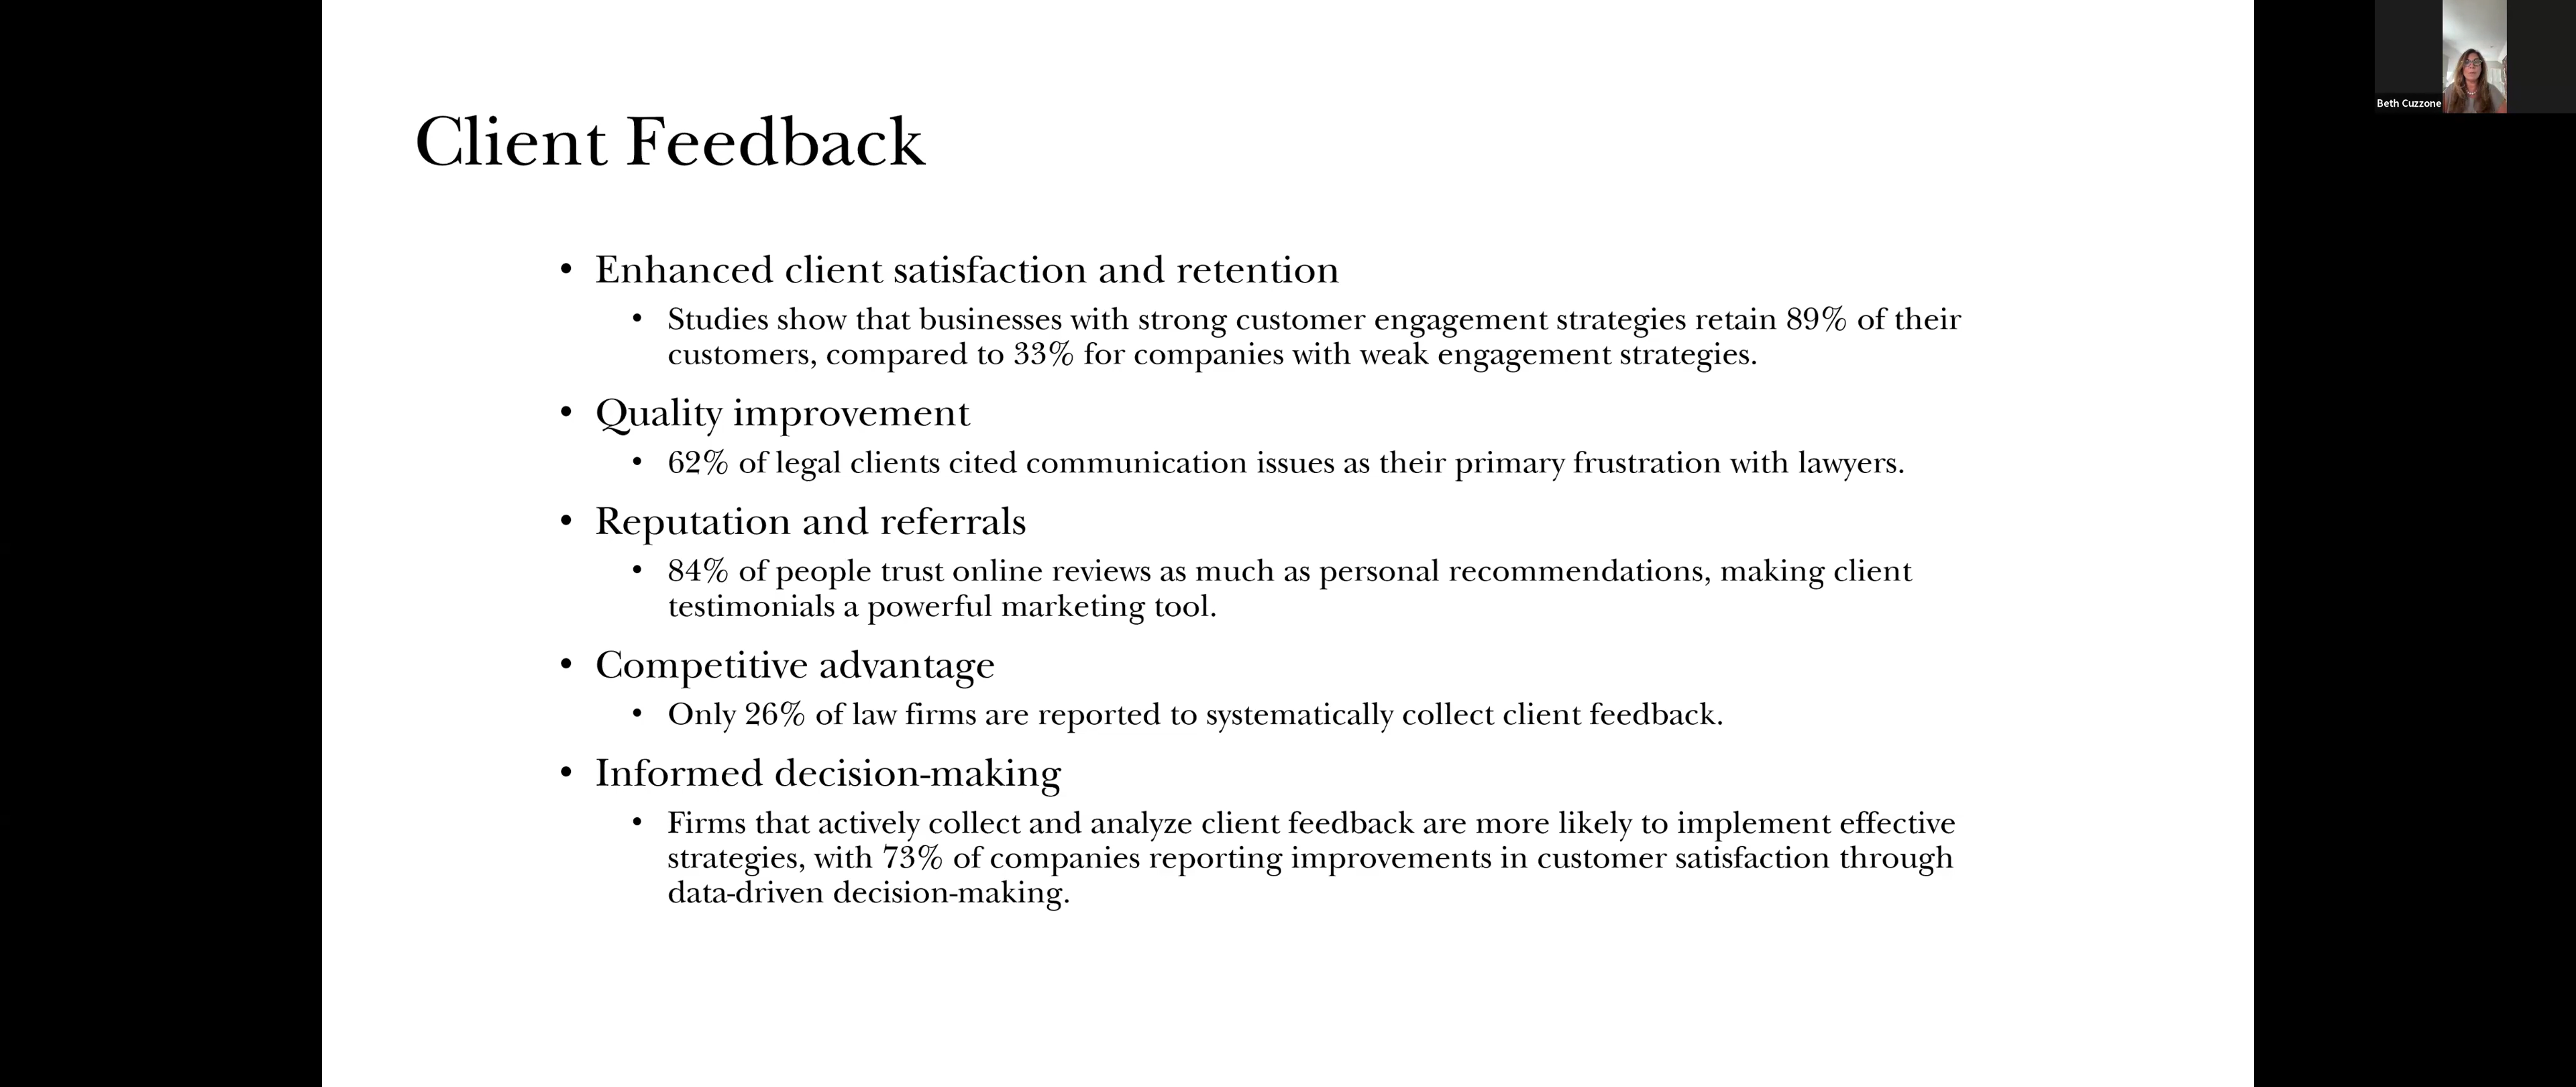 Client Feedback
• Enhanced client satisfaction and retention
• Studies show that businesses with strong customer engagement strategies retain 89% of their
customers, compared to 33% for companies with weak engagement strategies.
• Quality improvement
• 62% of legal clients cited communication issues as their primary frustration with lawyers.
• Reputation and referrals
• 84% of people trust online reviews as much as personal recommendations, making client
testimonials a powerful marketing tool.
• Competitive advantage
• Only 26% of law firms are reported to systematically collect client feedback.
• Informed decision-making
• Firms that actively collect and analyze client feedback are more likely to implement effective
strategies, with 73% of companies reporting improvements in customer satisfaction through
data-driven decision-making.
Beth Cuzzone